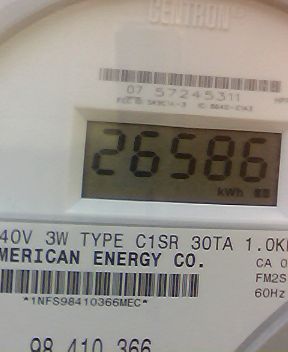 CENTRON®
07 57245311
26586
kWh
40V 3W TYPE C1SR 30TA 1.0K
MERICAN ENERGY CO.
CA 0
FM2S
60Hz
*1NFS98410366MEC*
98 410 366